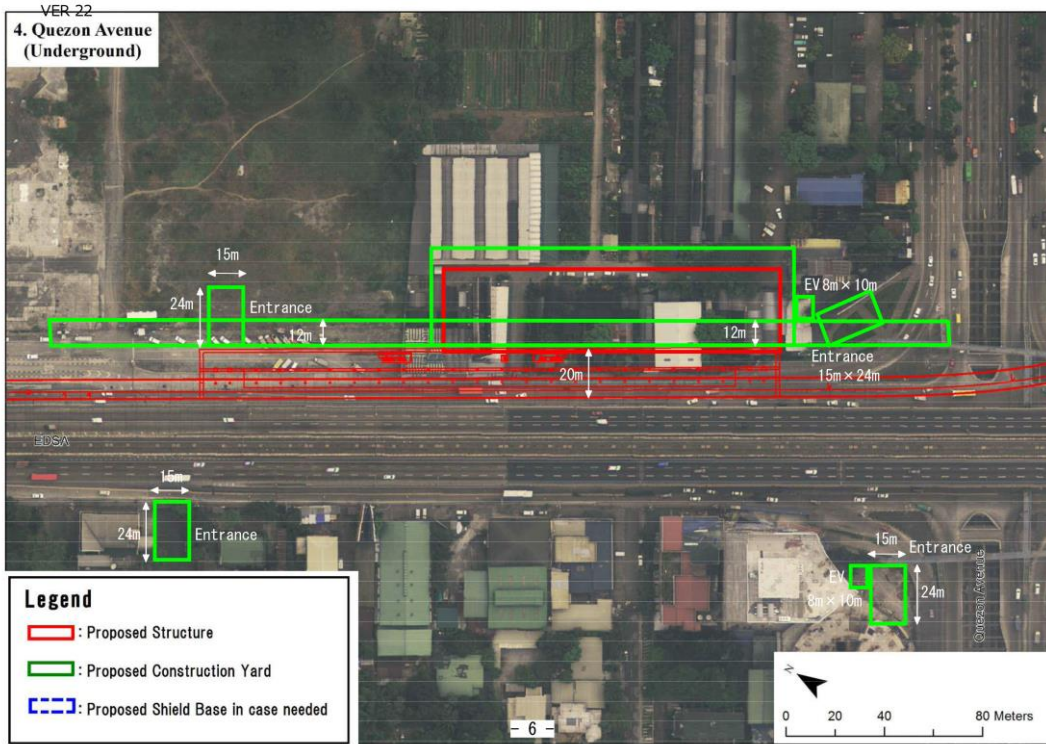 VER 22
4. Quezon Avenue
(Underground)
15m
24m
Entrance
12m
EV 8m×10m
12m
Entrance
15m×24m
20m
EDSA
15m
24m
Entrance
15m
Entrance
EV
8m×10m
24m
Quezon Avenue
Legend
: Proposed Structure
: Proposed Construction Yard
: Proposed Shield Base in case needed
- 6 -
N
0 20 40 80 Meters